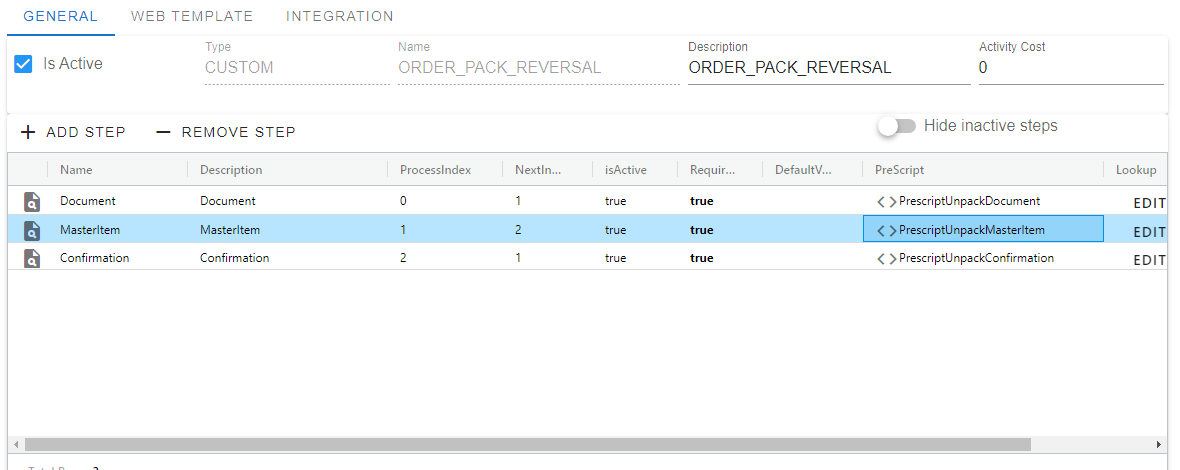 GENERAL WEB TEMPLATE INTEGRATION
Type Name Description Activity Cost
Is Active CUSTOM ORDER_PACK_REVERSAL ORDER_PACK_REVERSAL 0
+ ADD STEP — REMOVE STEP Hide inactive steps
Name Description ProcessIndex NextIn... isActive Requir... DefaultV... PreScript Lookup
Document Document 0 1 true true <> PrescriptUnpackDocument EDIT
MasterItem MasterItem 1 2 true true <> PrescriptUnpackMasterItem EDIT
Confirmation Confirmation 2 1 true true <> PrescriptUnpackConfirmation EDIT